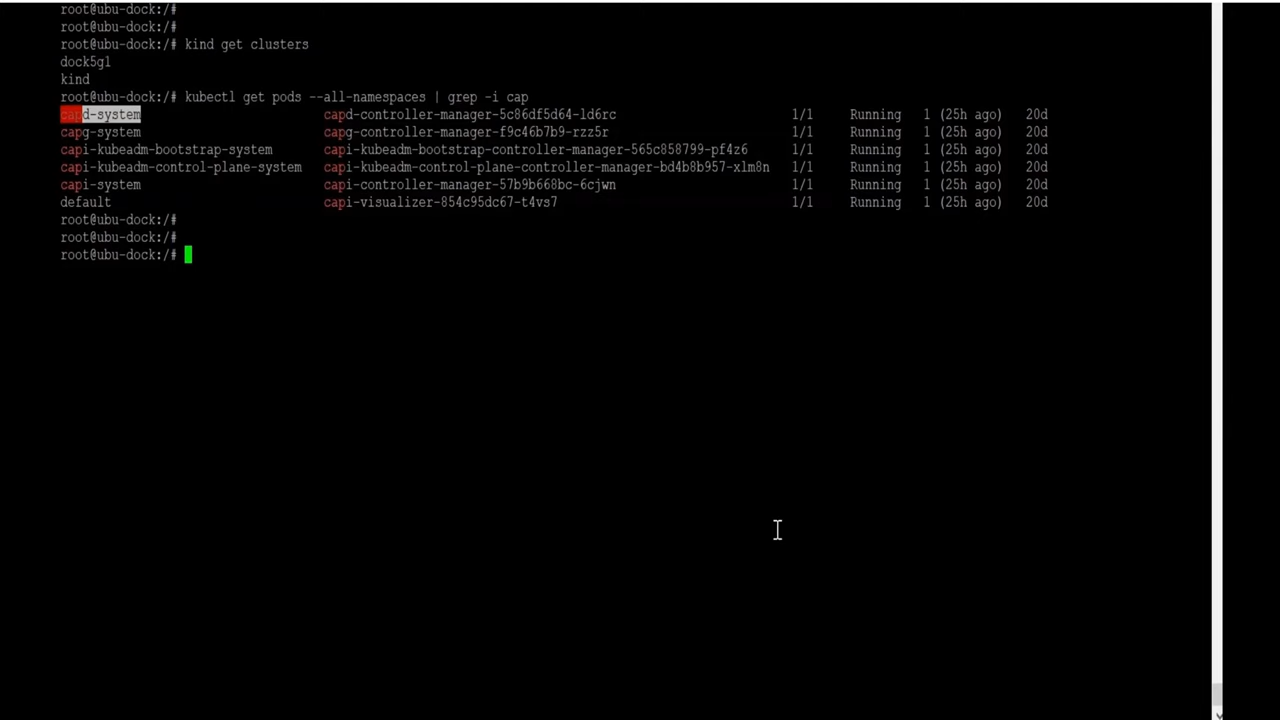 root@ubu-dock:/#
root@ubu-dock:/#
root@ubu-dock:/# kind get clusters
dock5g1
kind
root@ubu-dock:/# kubectl get pods --all-namespaces | grep -i cap
capd-system capd-controller-manager-5c86df5d64-ld6rc 1/1 Running 1 (25h ago) 20d
capg-system capg-controller-manager-f9c46b7b9-rzz5r 1/1 Running 1 (25h ago) 20d
capi-kubeadm-bootstrap-system capi-kubeadm-bootstrap-controller-manager-565c858799-pf4z6 1/1 Running 1 (25h ago) 20d
capi-kubeadm-control-plane-system capi-kubeadm-control-plane-controller-manager-bd4b8b957-xlm8n 1/1 Running 1 (25h ago) 20d
capi-system capi-controller-manager-57b9b668bc-6cjwn 1/1 Running 1 (25h ago) 20d
default capi-visualizer-854c95dc67-t4vs7 1/1 Running 1 (25h ago) 20d
root@ubu-dock:/#
root@ubu-dock:/#
root@ubu-dock:/#